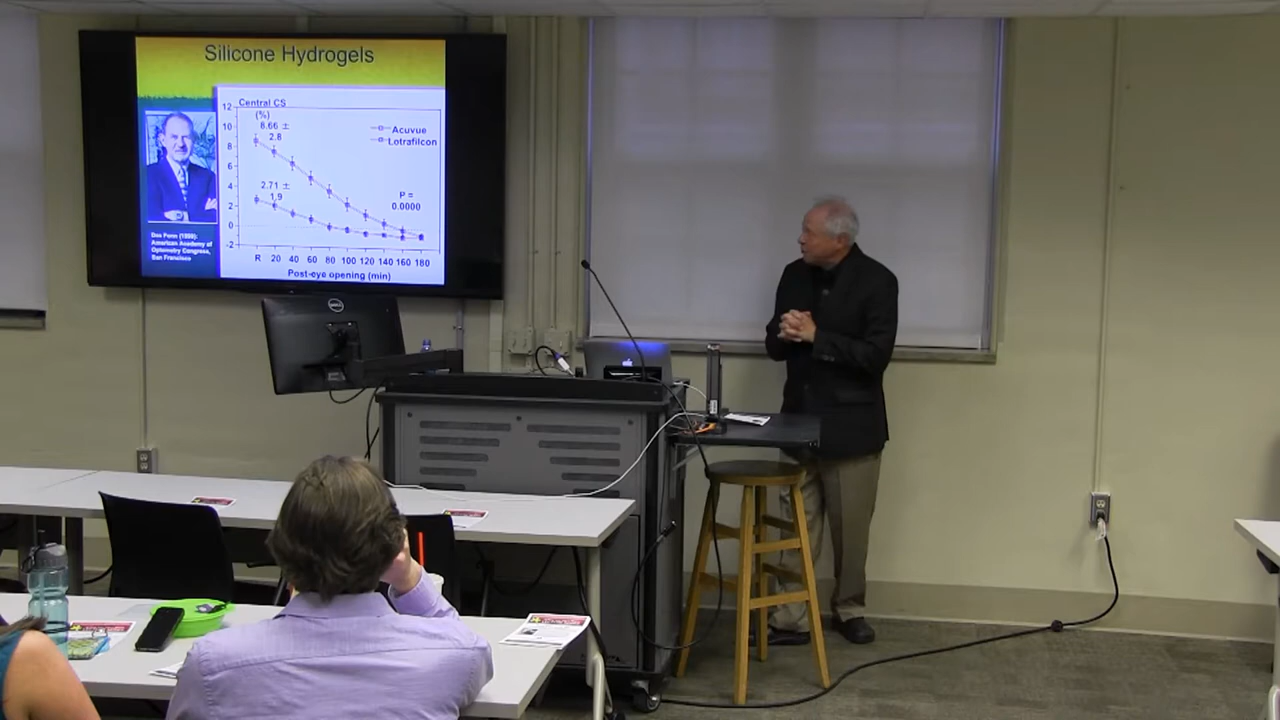 Silicone Hydrogels
Central CS
(%)
12
10
8
6
4
2
0
-2
8.66 ±
2.8
2.71 ±
1.9
Acuvue
Lotrafilcon
P =
0.0000
R 20 40 60 80 100 120 140 160 180
Post-eye opening (min)
American Academy of
Optometry Congress,
San Francisco
DELL